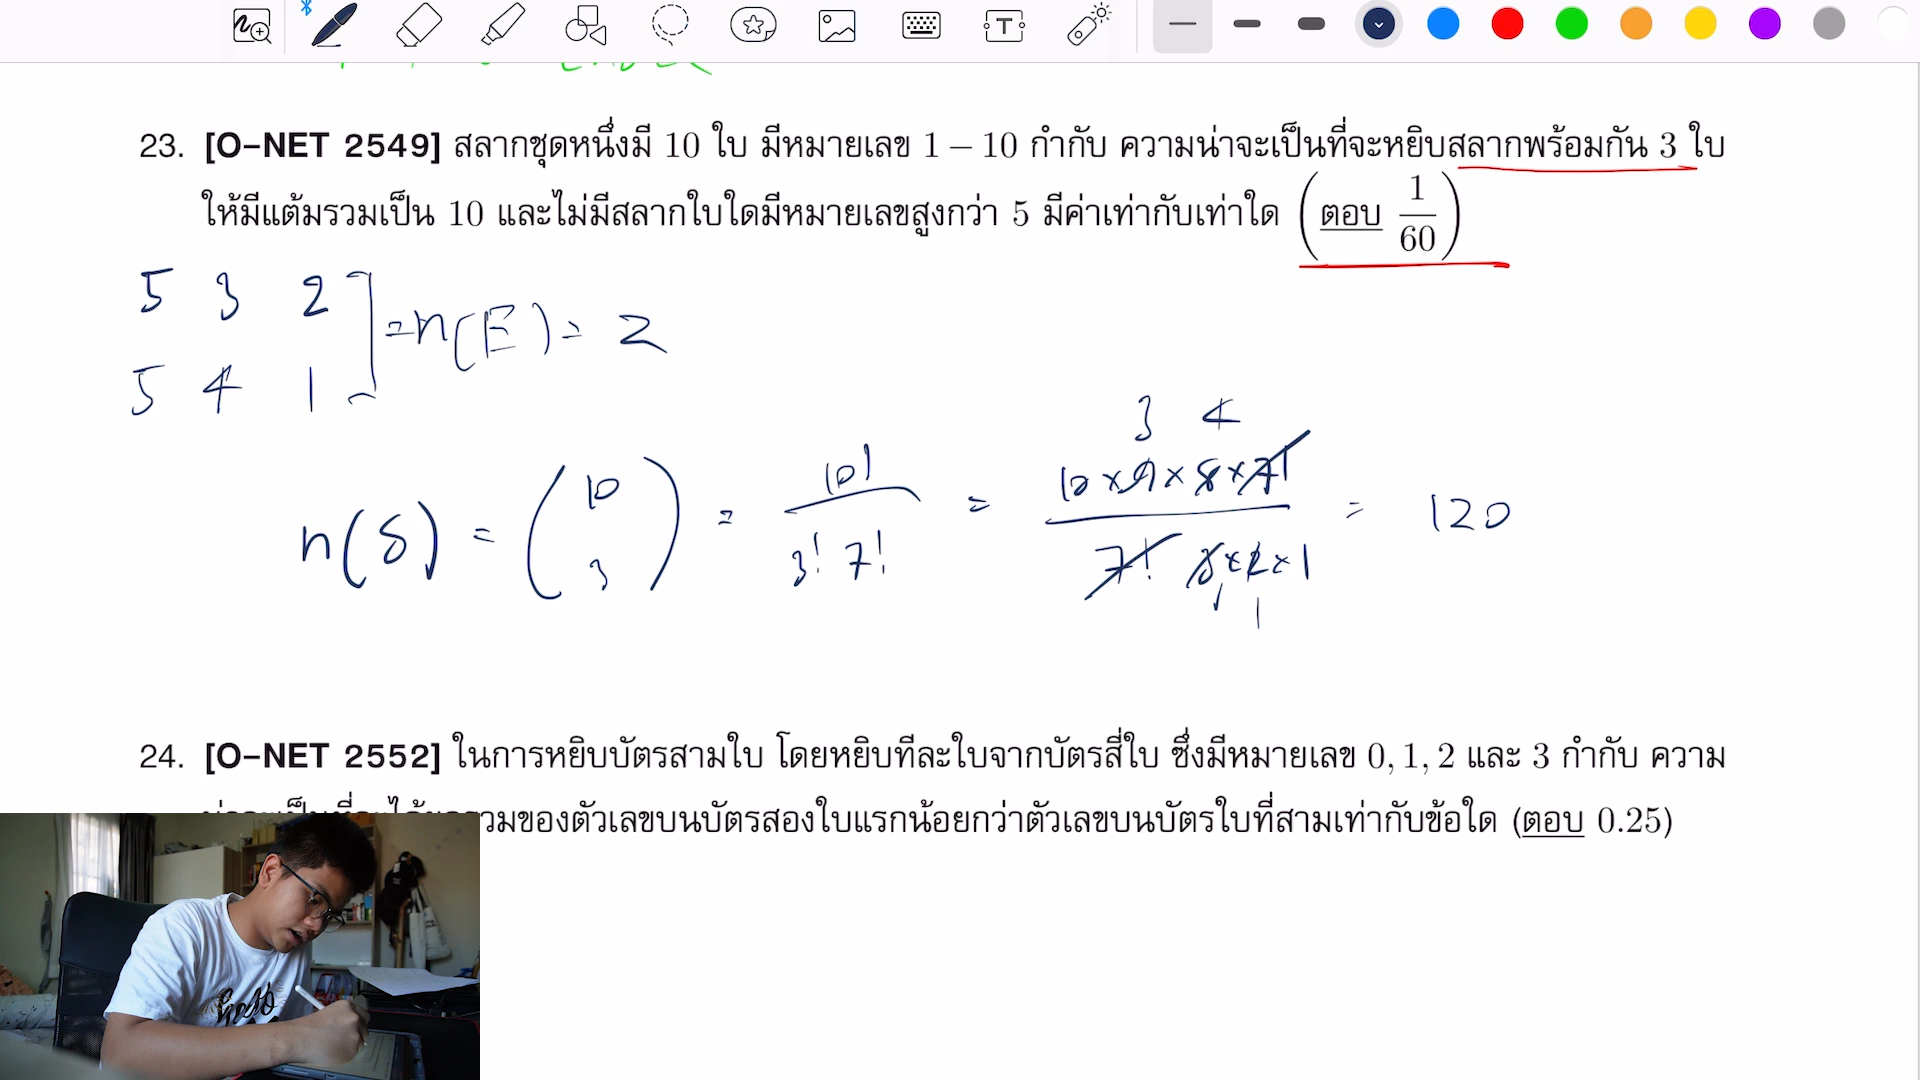 23. [O-NET 2549] สลากชุดหนึ่งมี 10 ใบ มีหมายเลข 1 – 10 กำกับ ความน่าจะเป็นที่จะหยิบสลากพร้อมกัน 3 ใบ
ให้มีแต้มรวมเป็น 10 และไม่มีสลากใบใดมีหมายเลขสูงกว่า 5 มีค่าเท่ากับเท่าใด (ตอบ 1/60)
5 3 2
5 4 1
= n(E) = 2
3 4
n(S) = (10 3) = 10! / 3! 7! = 10 × 9 × 8 × 7! / 7! 3×2×1 = 120
1 1
24. [O-NET 2552] ในการหยิบบัตรสามใบ โดยหยิบทีละใบจากบัตรสี่ใบ ซึ่งมีหมายเลข 0, 1, 2 และ 3 กำกับ ความ
ของตัวเลขบนบัตรสองใบแรกน้อยกว่าตัวเลขบนบัตรใบที่สามเท่ากับข้อใด (ตอบ 0.25)